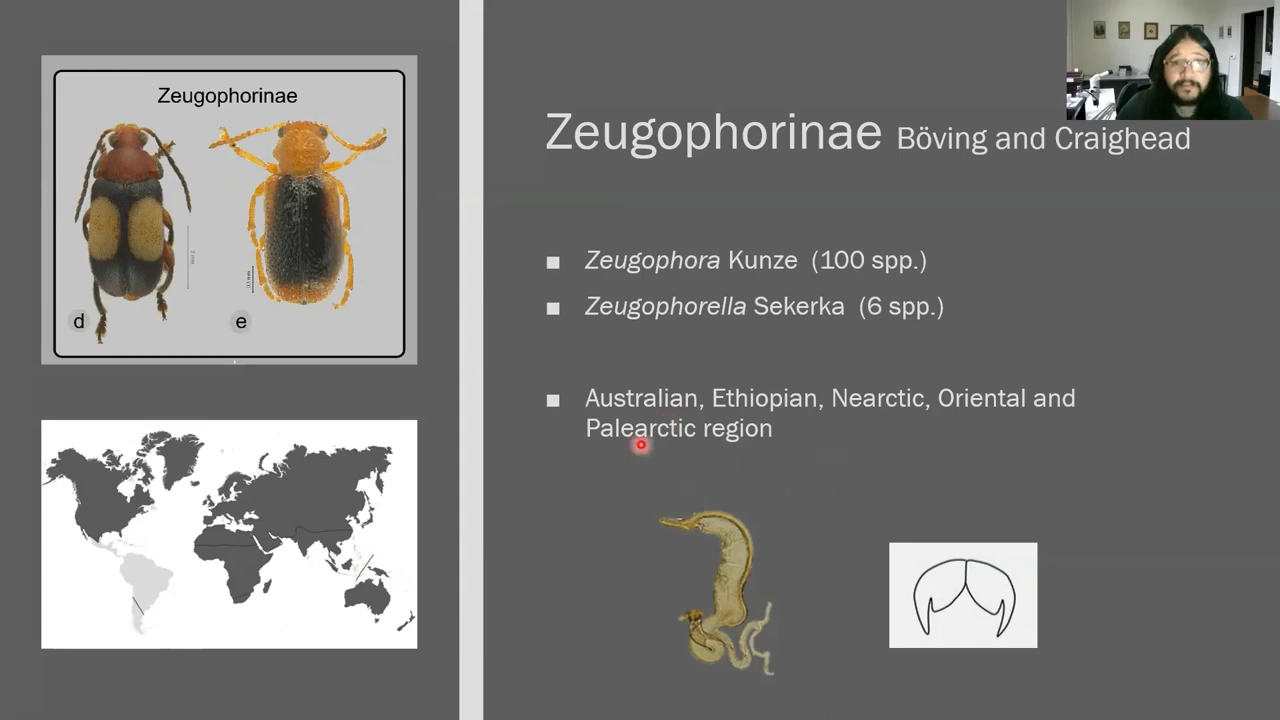 Zeugophorinae
d
e
Zeugophorinae Böving and Craighead
Zeugophora Kunze (100 spp.)
Zeugophorella Sekerka (6 spp.)
Australian, Ethiopian, Nearctic, Oriental and
Palearctic region